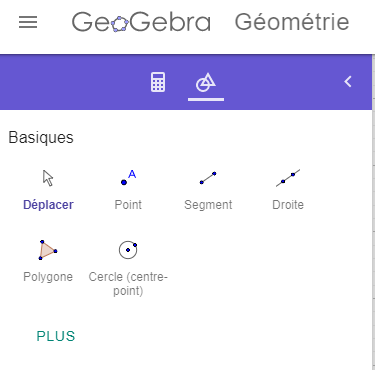 GeoGebra Géométrie
Basiques
A
Déplacer Point Segment Droite
Polygone Cercle (centre-
point)
PLUS